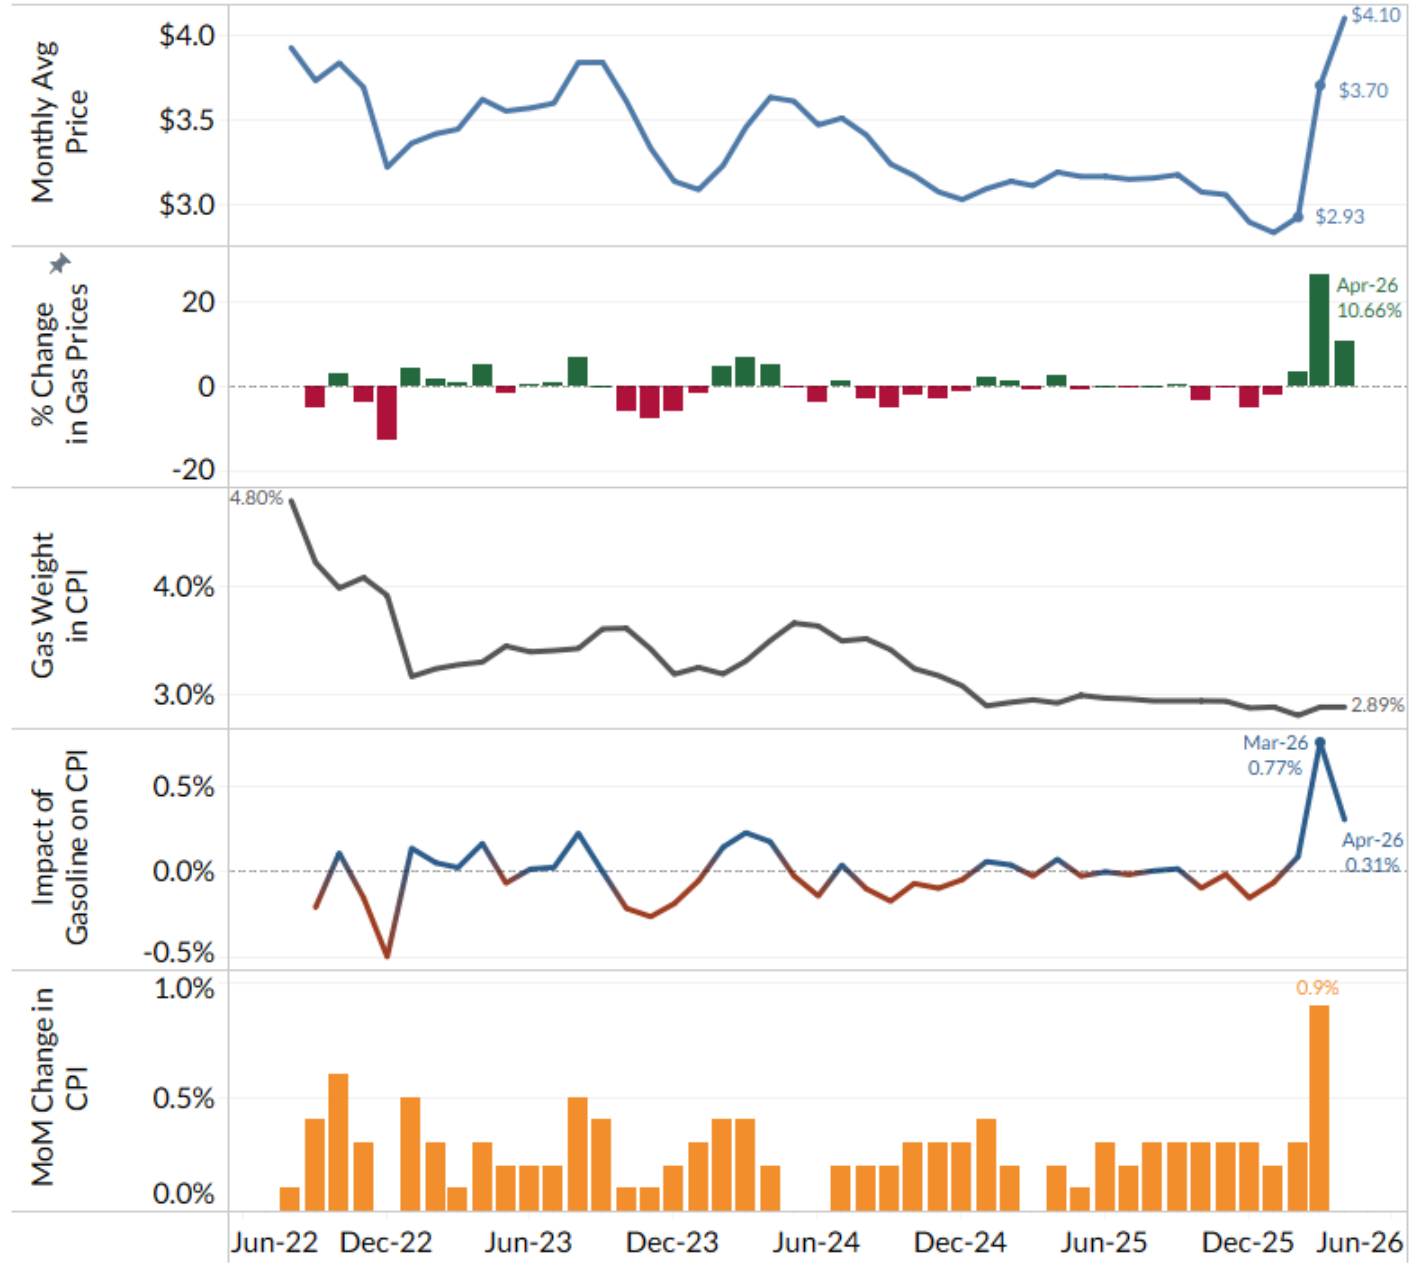 Monthly Avg
Price
$4.0
$3.5
$3.0
$4.10
$3.70
$2.93
% Change
in Gas Prices
20
0
-20
Apr-26
10.66%
Gas Weight
in CPI
4.80%
4.0%
3.0%
2.89%
Impact of
Gasoline on CPI
0.5%
0.0%
-0.5%
Mar-26
0.77%
Apr-26
0.31%
MoM Change in
CPI
1.0%
0.5%
0.0%
0.9%
Jun-22 Dec-22 Jun-23 Dec-23 Jun-24 Dec-24 Jun-25 Dec-25 Jun-26